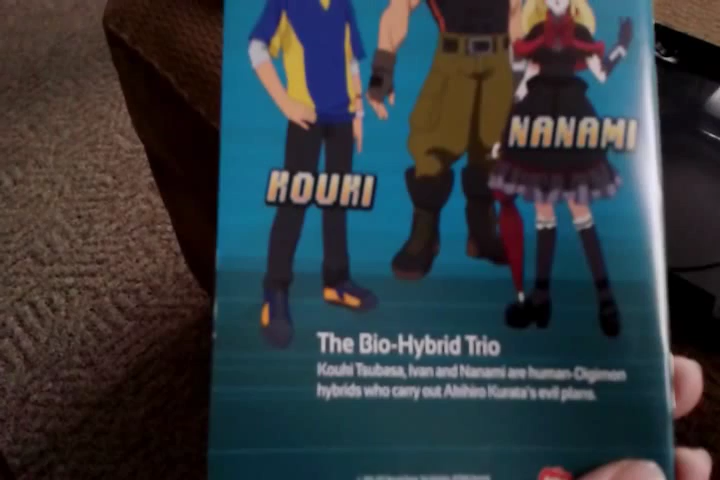 NANAMI
KOUKI
The Bio-Hybrid Trio
Kouki Tsubasa, Ivan and Nanami are human-Digimon
hybrids who carry out Akihiro Kurata's evil plans.